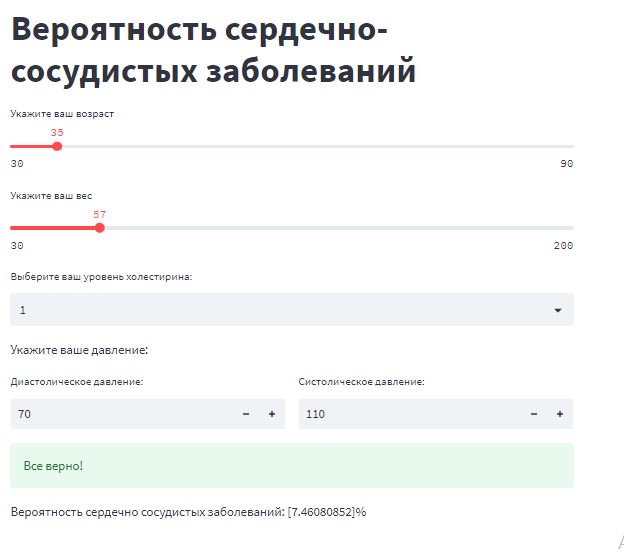 Вероятность сердечно-
сосудистых заболеваний
Укажите ваш возраст
35
30 90
Укажите ваш вес
57
30 200
Выберите ваш уровень холестирина:
1
Укажите ваше давление:
Диастолическое давление: Систолическое давление:
70 − + 110 − +
Все верно!
Вероятность сердечно сосудистых заболеваний: [7.46080852]%